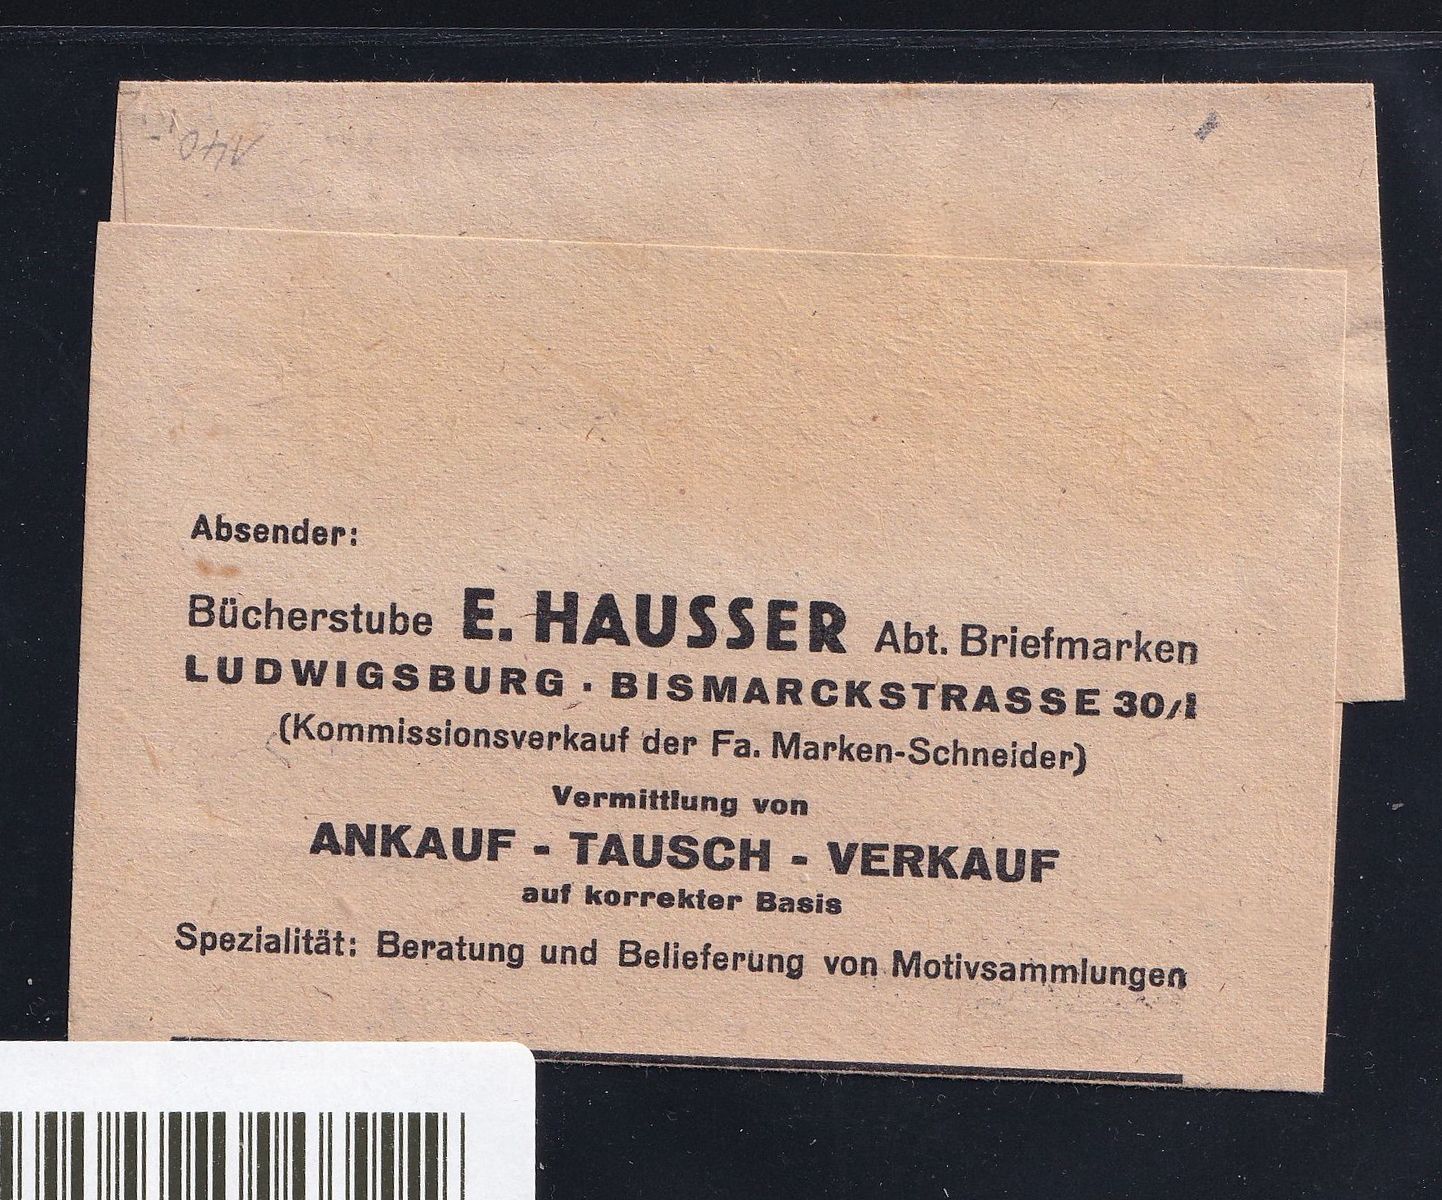 140.-
Absender:
Bücherstube E. HAUSSER Abt. Briefmarken
LUDWIGSBURG · BISMARCKSTRASSE 30/I
(Kommissionsverkauf der Fa. Marken-Schneider)
Vermittlung von
ANKAUF - TAUSCH - VERKAUF
auf korrekter Basis
Spezialität: Beratung und Belieferung von Motivsammlungen